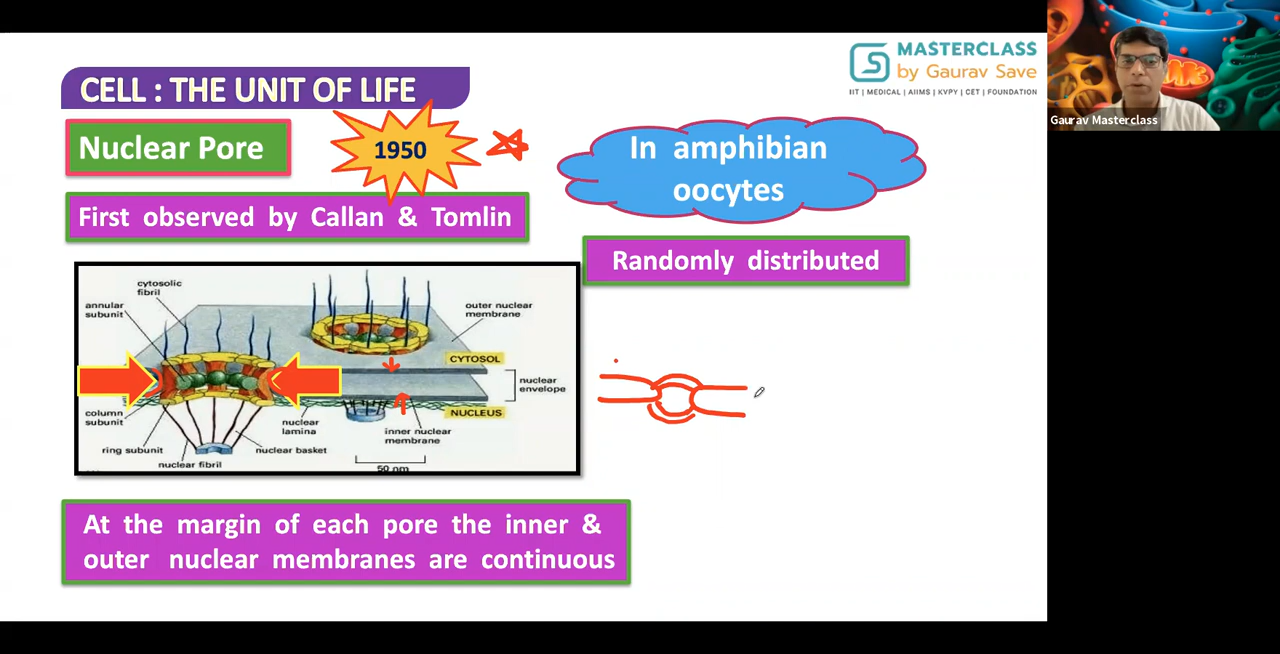 MASTERCLASS
by Gaurav Save
IIT | MEDICAL | AIIMS | KVPY | CET | FOUNDATION
Gaurav Masterclass
CELL : THE UNIT OF LIFE
Nuclear Pore
1950
In amphibian
oocytes
First observed by Callan & Tomlin
Randomly distributed
cytosolic
fibril
annular
subunit
outer nuclear
membrane
CYTOSOL
nuclear
envelope
NUCLEUS
column
subunit
nuclear
lamina
inner nuclear
membrane
ring subunit
nuclear basket
nuclear fibril
50 nm
At the margin of each pore the inner &
outer nuclear membranes are continuous